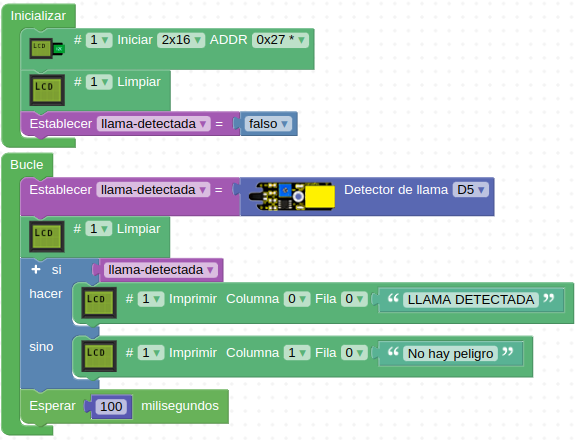 Inicializar
LCD # 1 Iniciar 2x16 ADDR 0x27 *
LCD # 1 Limpiar
Establecer llama-detectada = falso
Bucle
Establecer llama-detectada = Detector de llama D5
LCD # 1 Limpiar
+ si llama-detectada
hacer LCD # 1 Imprimir Columna 0 Fila 0 “ LLAMA DETECTADA ”
sino LCD # 1 Imprimir Columna 1 Fila 0 “ No hay peligro ”
Esperar 100 milisegundos